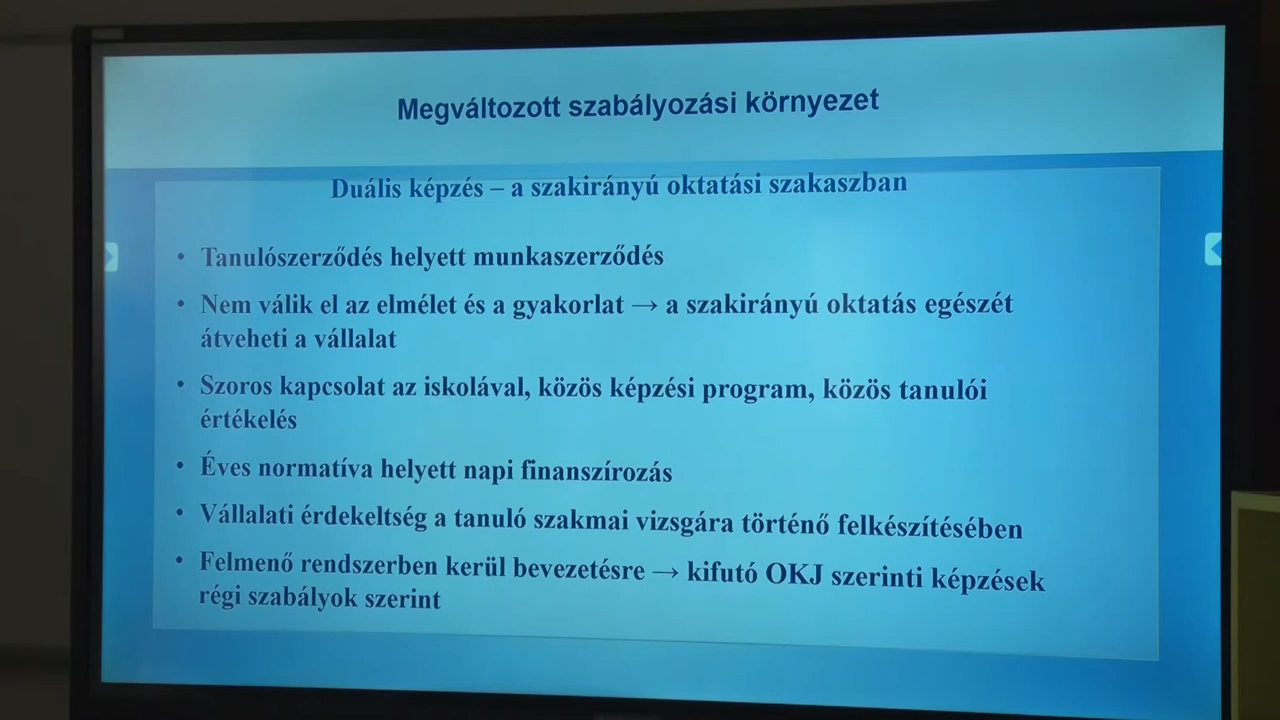 Megváltozott szabályozási környezet
Duális képzés – a szakirányú oktatási szakaszban
• Tanulószerződés helyett munkaszerződés
• Nem válik el az elmélet és a gyakorlat → a szakirányú oktatás egészét
átveheti a vállalat
• Szoros kapcsolat az iskolával, közös képzési program, közös tanulói
értékelés
• Éves normatíva helyett napi finanszírozás
• Vállalati érdekeltség a tanuló szakmai vizsgára történő felkészítésében
• Felmenő rendszerben kerül bevezetésre → kifutó OKJ szerinti képzések
régi szabályok szerint